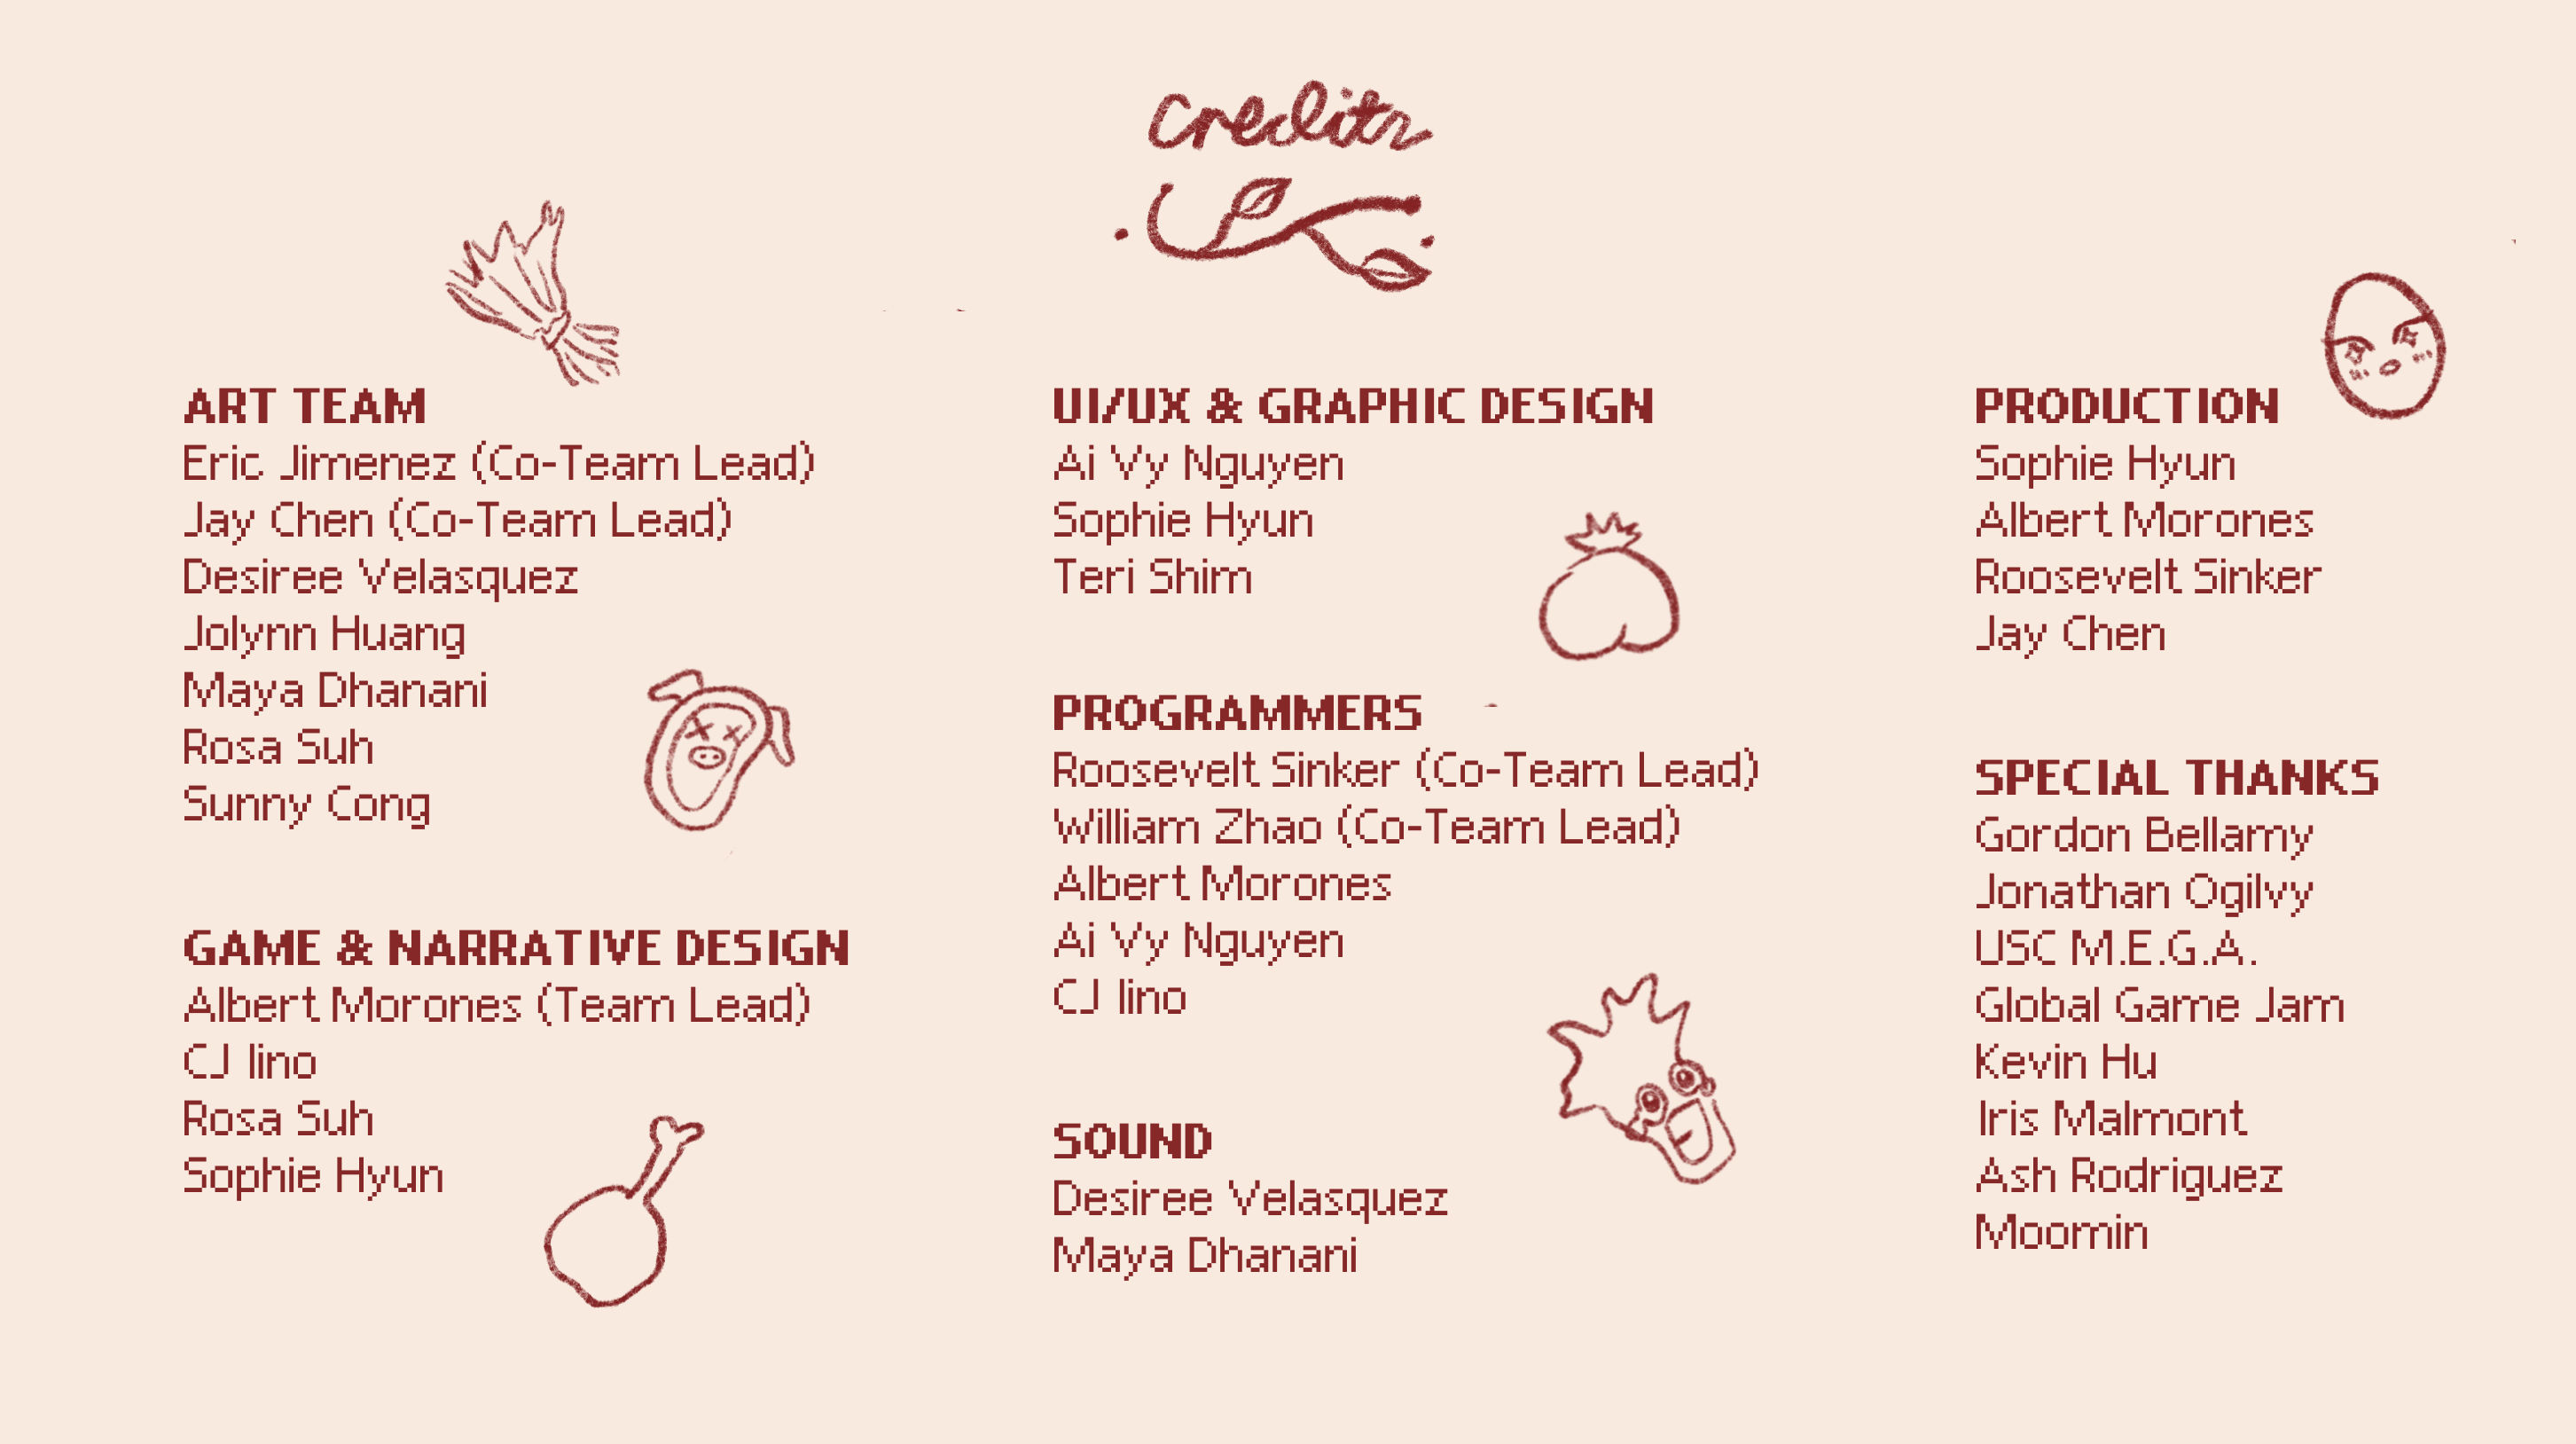 credits
ART TEAM
Eric Jimenez (Co-Team Lead)
Jay Chen (Co-Team Lead)
Desiree Velasquez
Jolynn Huang
Maya Dhanani
Rosa Suh
Sunny Cong
GAME & NARRATIVE DESIGN
Albert Morones (Team Lead)
CJ Iino
Rosa Suh
Sophie Hyun
UI/UX & GRAPHIC DESIGN
Ai Vy Nguyen
Sophie Hyun
Teri Shim
PROGRAMMERS
Roosevelt Sinker (Co-Team Lead)
William Zhao (Co-Team Lead)
Albert Morones
Ai Vy Nguyen
CJ Iino
SOUND
Desiree Velasquez
Maya Dhanani
PRODUCTION
Sophie Hyun
Albert Morones
Roosevelt Sinker
Jay Chen
SPECIAL THANKS
Gordon Bellamy
Jonathan Ogilvy
USC M.E.G.A.
Global Game Jam
Kevin Hu
Iris Malmont
Ash Rodriguez
Moomin